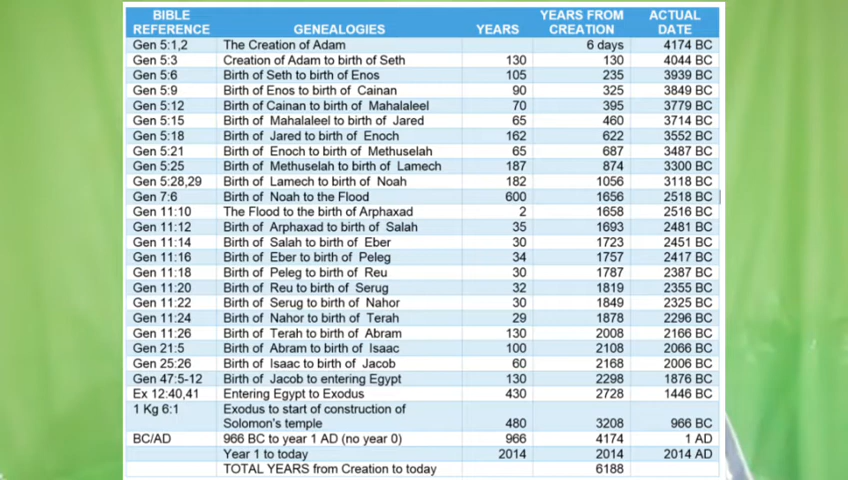 BIBLE REFERENCE GENEALOGIES YEARS YEARS FROM CREATION ACTUAL DATE
Gen 5:1,2 The Creation of Adam 6 days 4174 BC
Gen 5:3 Creation of Adam to birth of Seth 130 130 4044 BC
Gen 5:6 Birth of Seth to birth of Enos 105 235 3939 BC
Gen 5:9 Birth of Enos to birth of Cainan 90 325 3849 BC
Gen 5:12 Birth of Cainan to birth of Mahalaleel 70 395 3779 BC
Gen 5:15 Birth of Mahalaleel to birth of Jared 65 460 3714 BC
Gen 5:18 Birth of Jared to birth of Enoch 162 622 3552 BC
Gen 5:21 Birth of Enoch to birth of Methuselah 65 687 3487 BC
Gen 5:25 Birth of Methuselah to birth of Lamech 187 874 3300 BC
Gen 5:28,29 Birth of Lamech to birth of Noah 182 1056 3118 BC
Gen 7:6 Birth of Noah to the Flood 600 1656 2518 BC
Gen 11:10 The Flood to the birth of Arphaxad 2 1658 2516 BC
Gen 11:12 Birth of Arphaxad to birth of Salah 35 1693 2481 BC
Gen 11:14 Birth of Salah to birth of Eber 30 1723 2451 BC
Gen 11:16 Birth of Eber to birth of Peleg 34 1757 2417 BC
Gen 11:18 Birth of Peleg to birth of Reu 30 1787 2387 BC
Gen 11:20 Birth of Reu to birth of Serug 32 1819 2355 BC
Gen 11:22 Birth of Serug to birth of Nahor 30 1849 2325 BC
Gen 11:24 Birth of Nahor to birth of Terah 29 1878 2296 BC
Gen 11:26 Birth of Terah to birth of Abram 130 2008 2166 BC
Gen 21:5 Birth of Abram to birth of Isaac 100 2108 2066 BC
Gen 25:26 Birth of Isaac to birth of Jacob 60 2168 2006 BC
Gen 47:5-12 Birth of Jacob to entering Egypt 130 2298 1876 BC
Ex 12:40,41 Entering Egypt to Exodus 430 2728 1446 BC
1 Kg 6:1 Exodus to start of construction of
Solomon's temple 480 3208 966 BC
BC/AD 966 BC to year 1 AD (no year 0) 966 4174 1 AD
Year 1 to today 2014 2014 2014 AD
TOTAL YEARS from Creation to today 6188